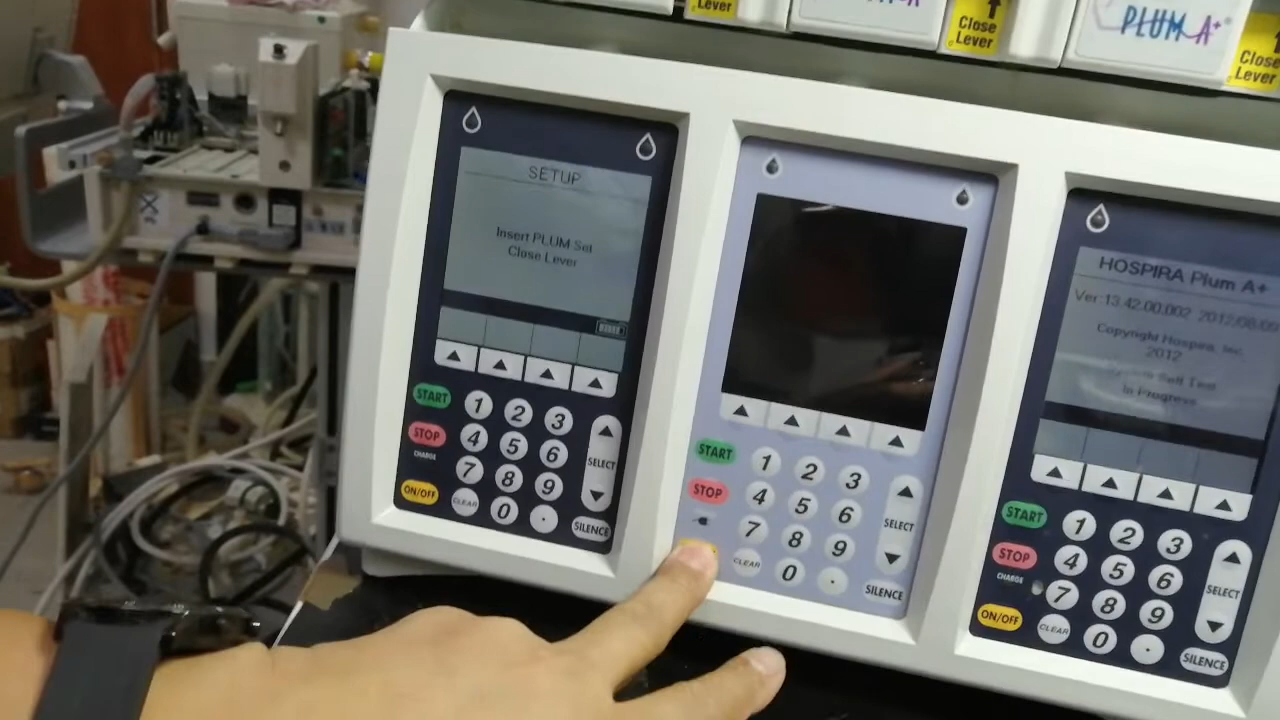 Lever
Close
Lever
PLUM A+
Close
Lever
SETUP
Insert PLUM Set
Close Lever
START
STOP
CHARGE
ON/OFF
1 2 3
4 5 6
7 8 9
CLEAR 0 .
SELECT
SILENCE
START
STOP
1 2 3
4 5 6
7 8 9
CLEAR 0 .
SELECT
SILENCE
HOSPIRA Plum A+
Ver: 13.42.00.002
Copyright Hospira, Inc.
2012
Self Test
In Progress
START
STOP
CHARGE
ON/OFF
1 2 3
4 5 6
7 8 9
CLEAR 0 .
SELECT
SILENCE